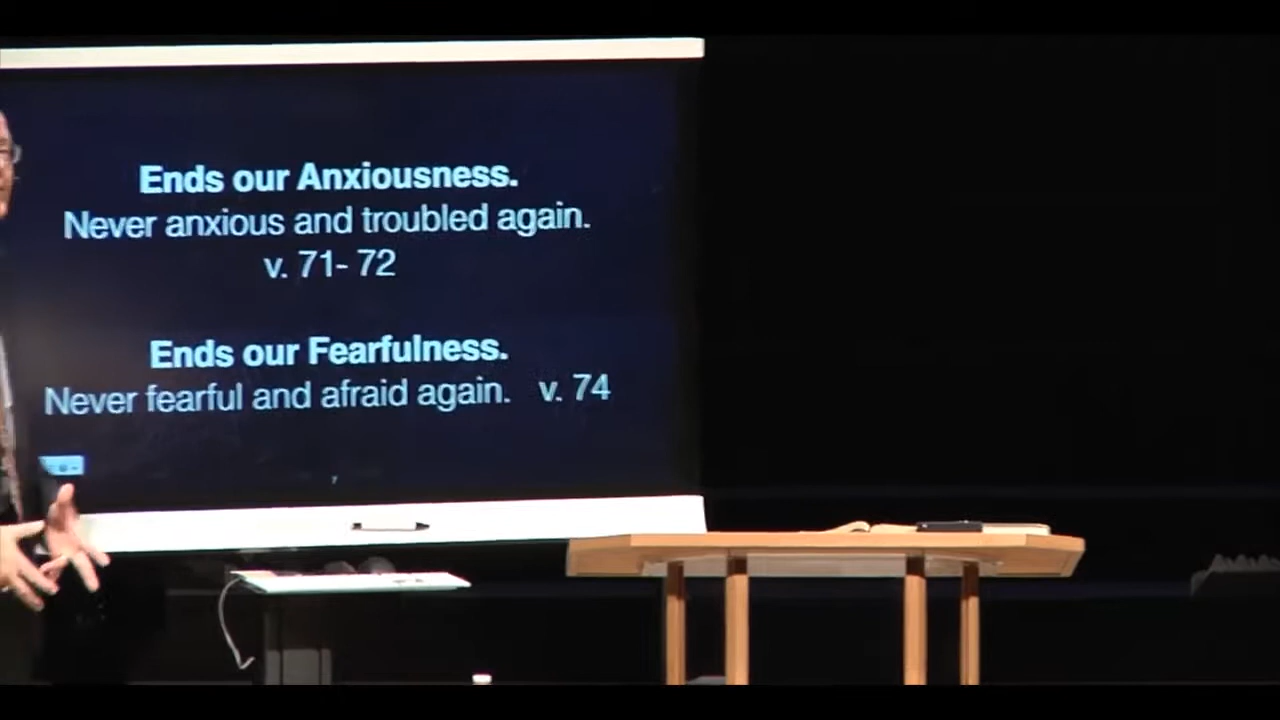 Ends our Anxiousness.
Never anxious and troubled again.
v. 71- 72
Ends our Fearfulness.
Never fearful and afraid again. v. 74
7